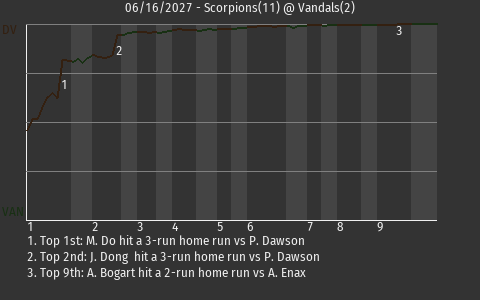 06/16/2027 - Scorpions(11) @ Vandals(2)
DV
3
2
1
VAN
1 2 3 4 5 6 7 8 9
1. Top 1st: M. Do hit a 3-run home run vs P. Dawson
2. Top 2nd: J. Dong hit a 3-run home run vs P. Dawson
3. Top 9th: A. Bogart hit a 2-run home run vs A. Enax